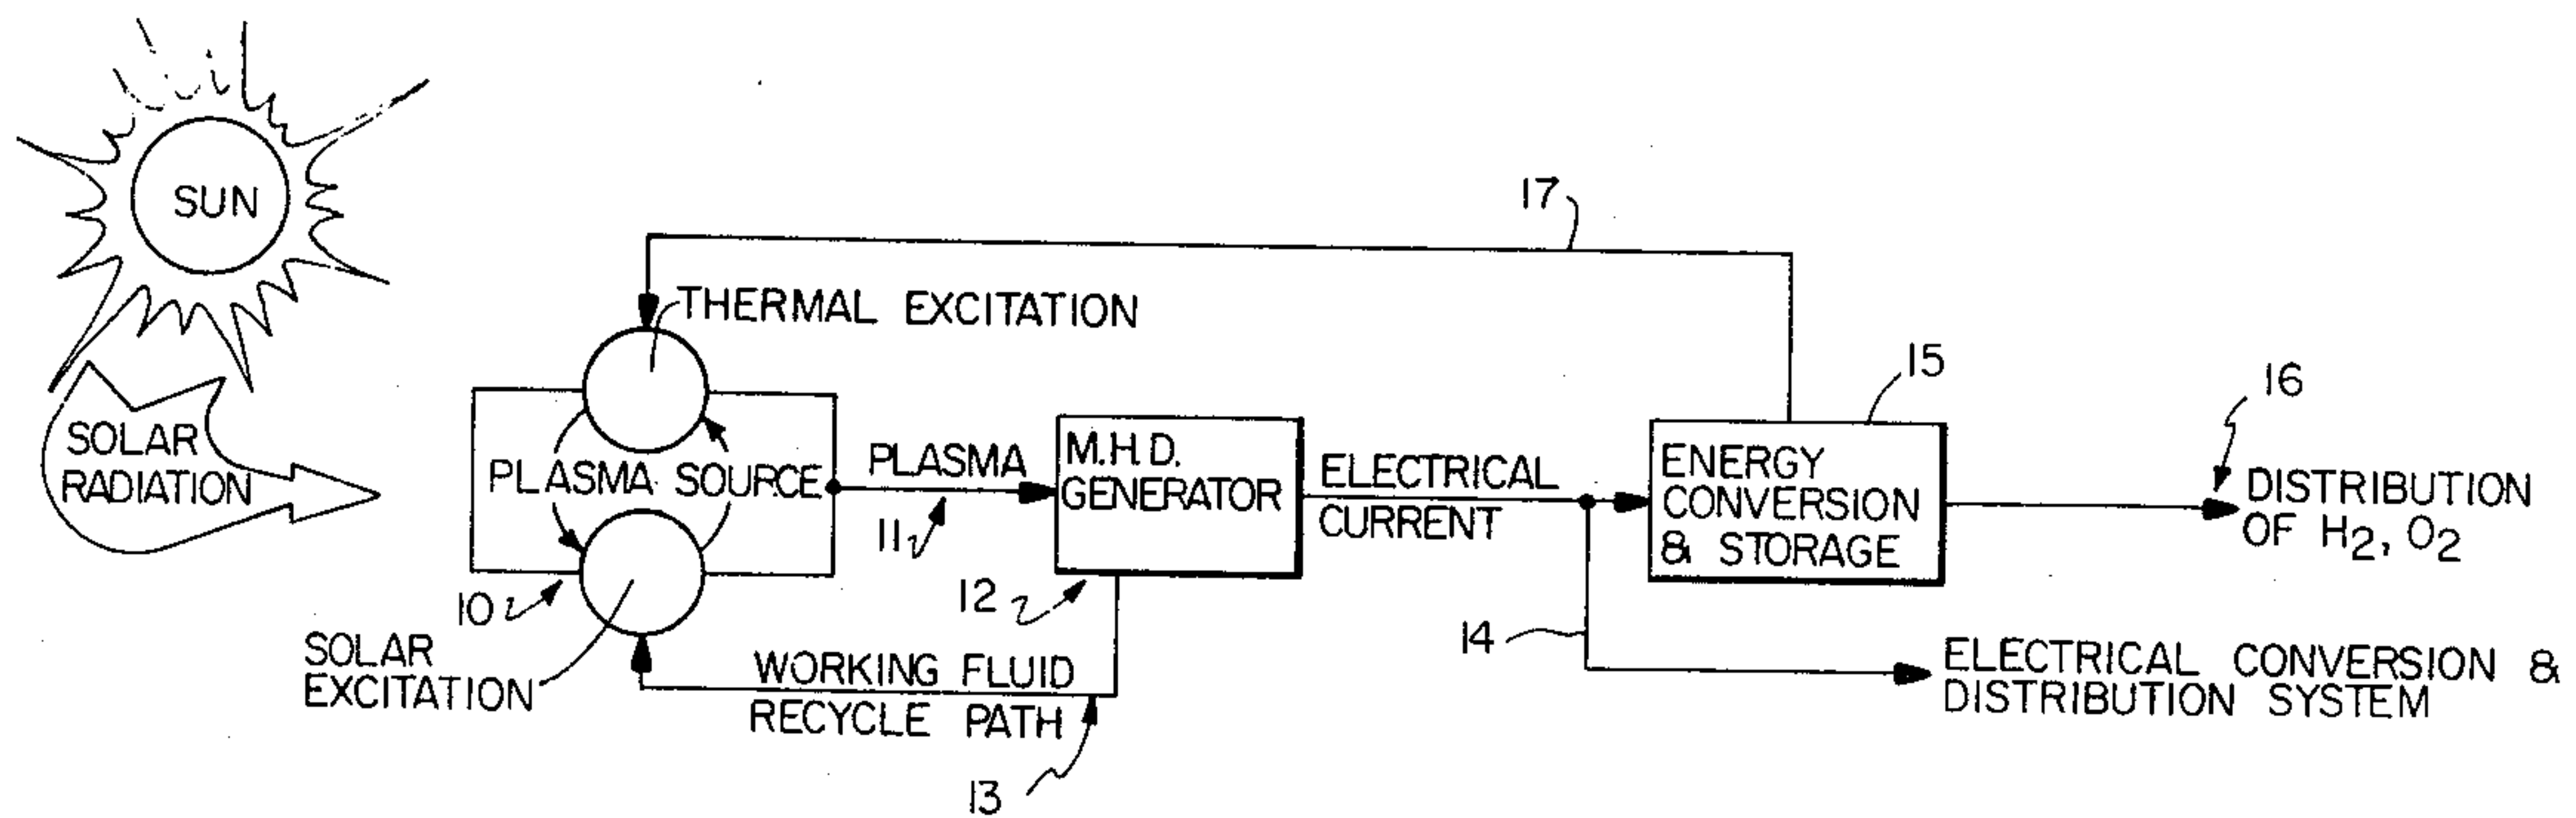 SUN
SOLAR
RADIATION
17
THERMAL EXCITATION
PLASMA SOURCE
10
SOLAR
EXCITATION
PLASMA
11
M.H.D.
GENERATOR
12
WORKING FLUID
RECYCLE PATH
13
ELECTRICAL
CURRENT
14
15
ENERGY
CONVERSION
& STORAGE
16
DISTRIBUTION
OF H2, O2
ELECTRICAL CONVERSION &
DISTRIBUTION SYSTEM